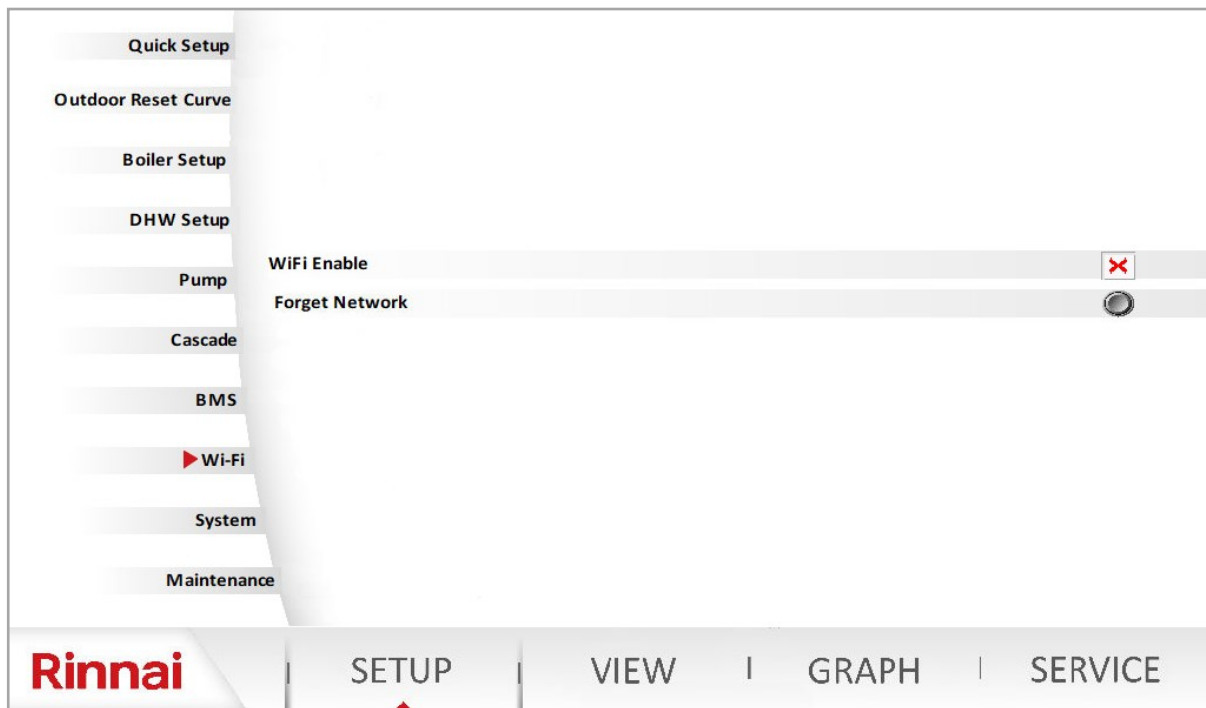 Quick Setup
Outdoor Reset Curve
Boiler Setup
DHW Setup
Pump
Cascade
BMS
Wi-Fi
System
Maintenance
WiFi Enable
Forget Network
Rinnai
SETUP
VIEW
GRAPH
SERVICE